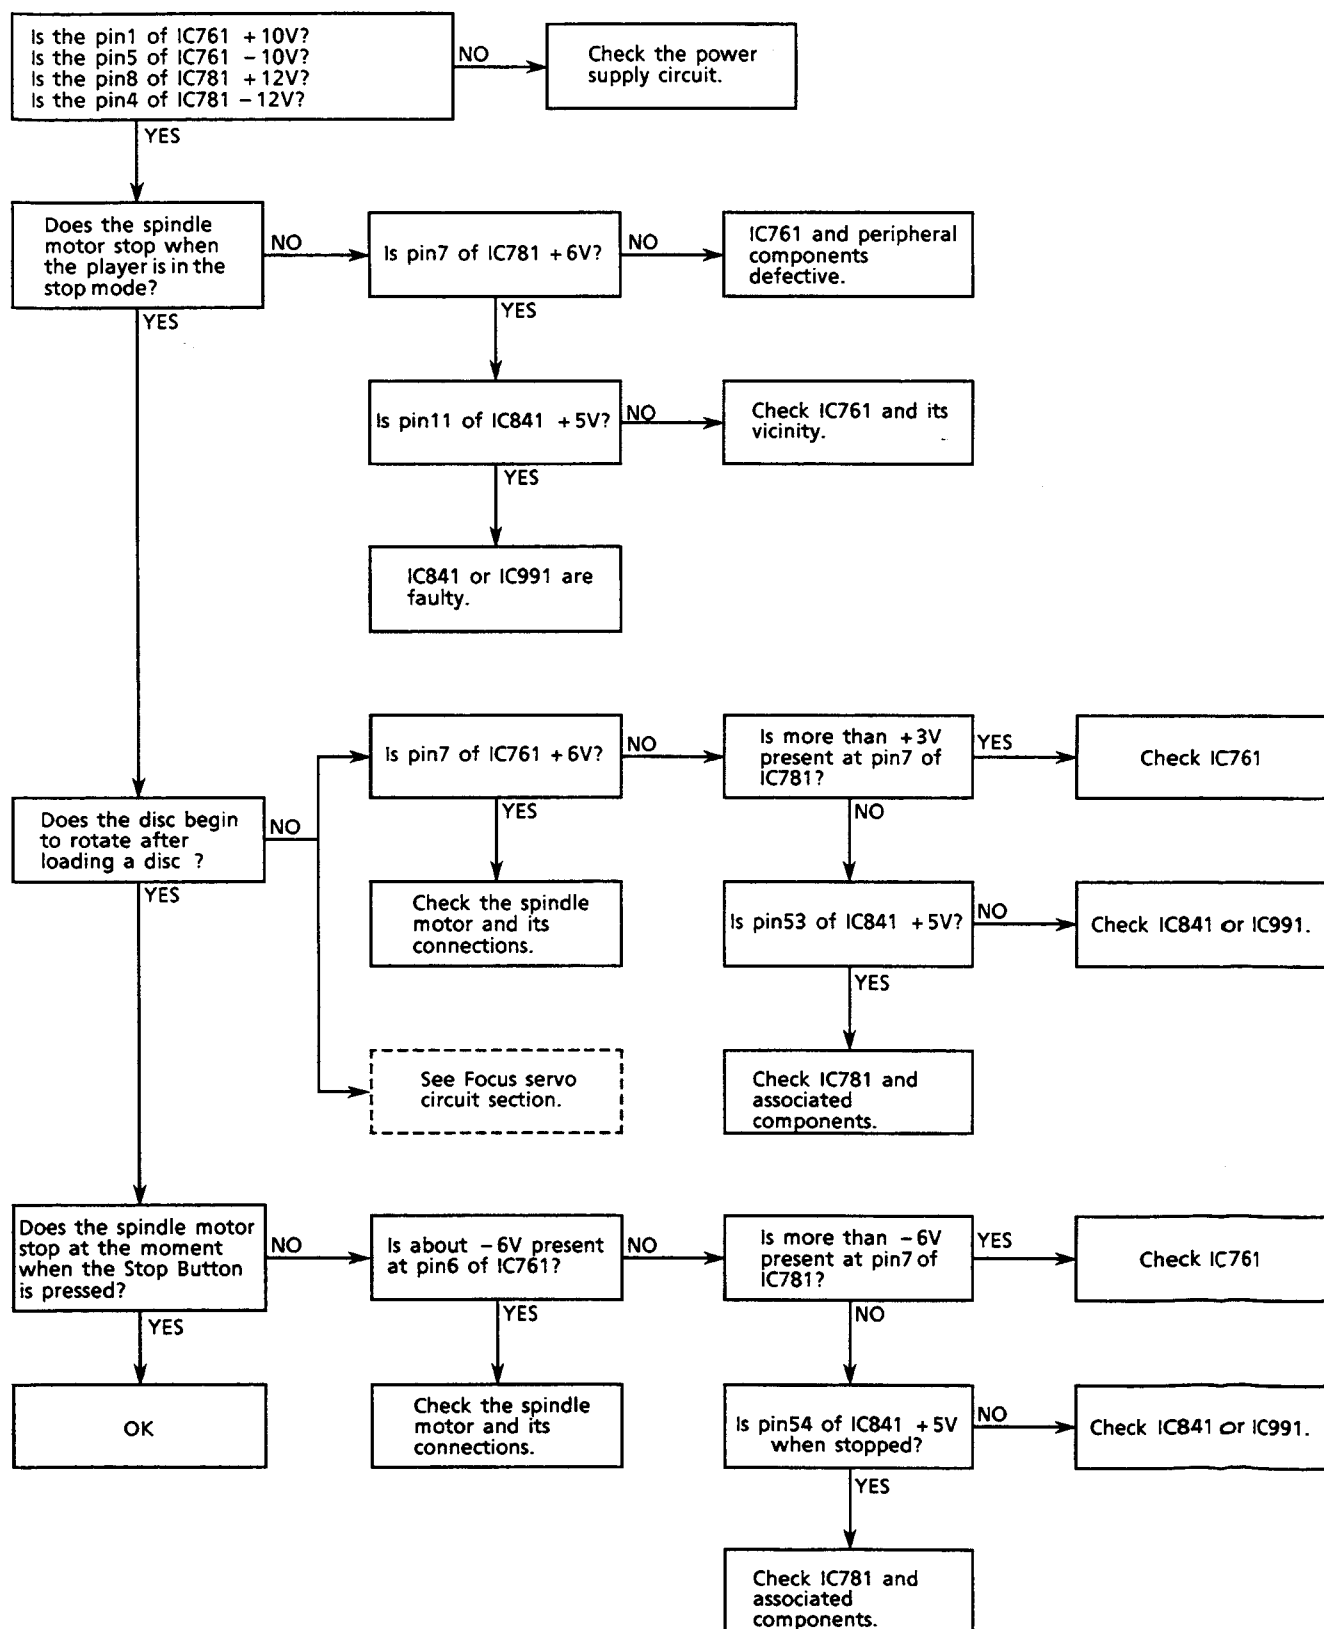 Is the pin1 of IC761 +10V?
Is the pin5 of IC761 −10V?
Is the pin8 of IC781 +12V?
Is the pin4 of IC781 −12V?
NO
Check the power
supply circuit.
YES
Does the spindle
motor stop when
the player is in the
stop mode?
NO
Is pin7 of IC781 +6V?
NO
IC761 and peripheral
components
defective.
YES
YES
Is pin11 of IC841 +5V?
NO
Check IC761 and its
vicinity.
YES
IC841 or IC991 are
faulty.
Does the disc begin
to rotate after
loading a disc ?
NO
Is pin7 of IC761 +6V?
NO
Is more than +3V
present at pin7 of
IC781?
YES
Check IC761
YES
NO
Check the spindle
motor and its
connections.
Is pin53 of IC841 +5V?
NO
Check IC841 or IC991.
YES
YES
See Focus servo
circuit section.
Check IC781 and
associated
components.
Does the spindle motor
stop at the moment
when the Stop Button
is pressed?
NO
Is about −6V present
at pin6 of IC761?
NO
Is more than −6V
present at pin7 of
IC781?
YES
Check IC761
YES
YES
NO
OK
Check the spindle
motor and its
connections.
Is pin54 of IC841 +5V
when stopped?
NO
Check IC841 or IC991.
YES
Check IC781 and
associated
components.